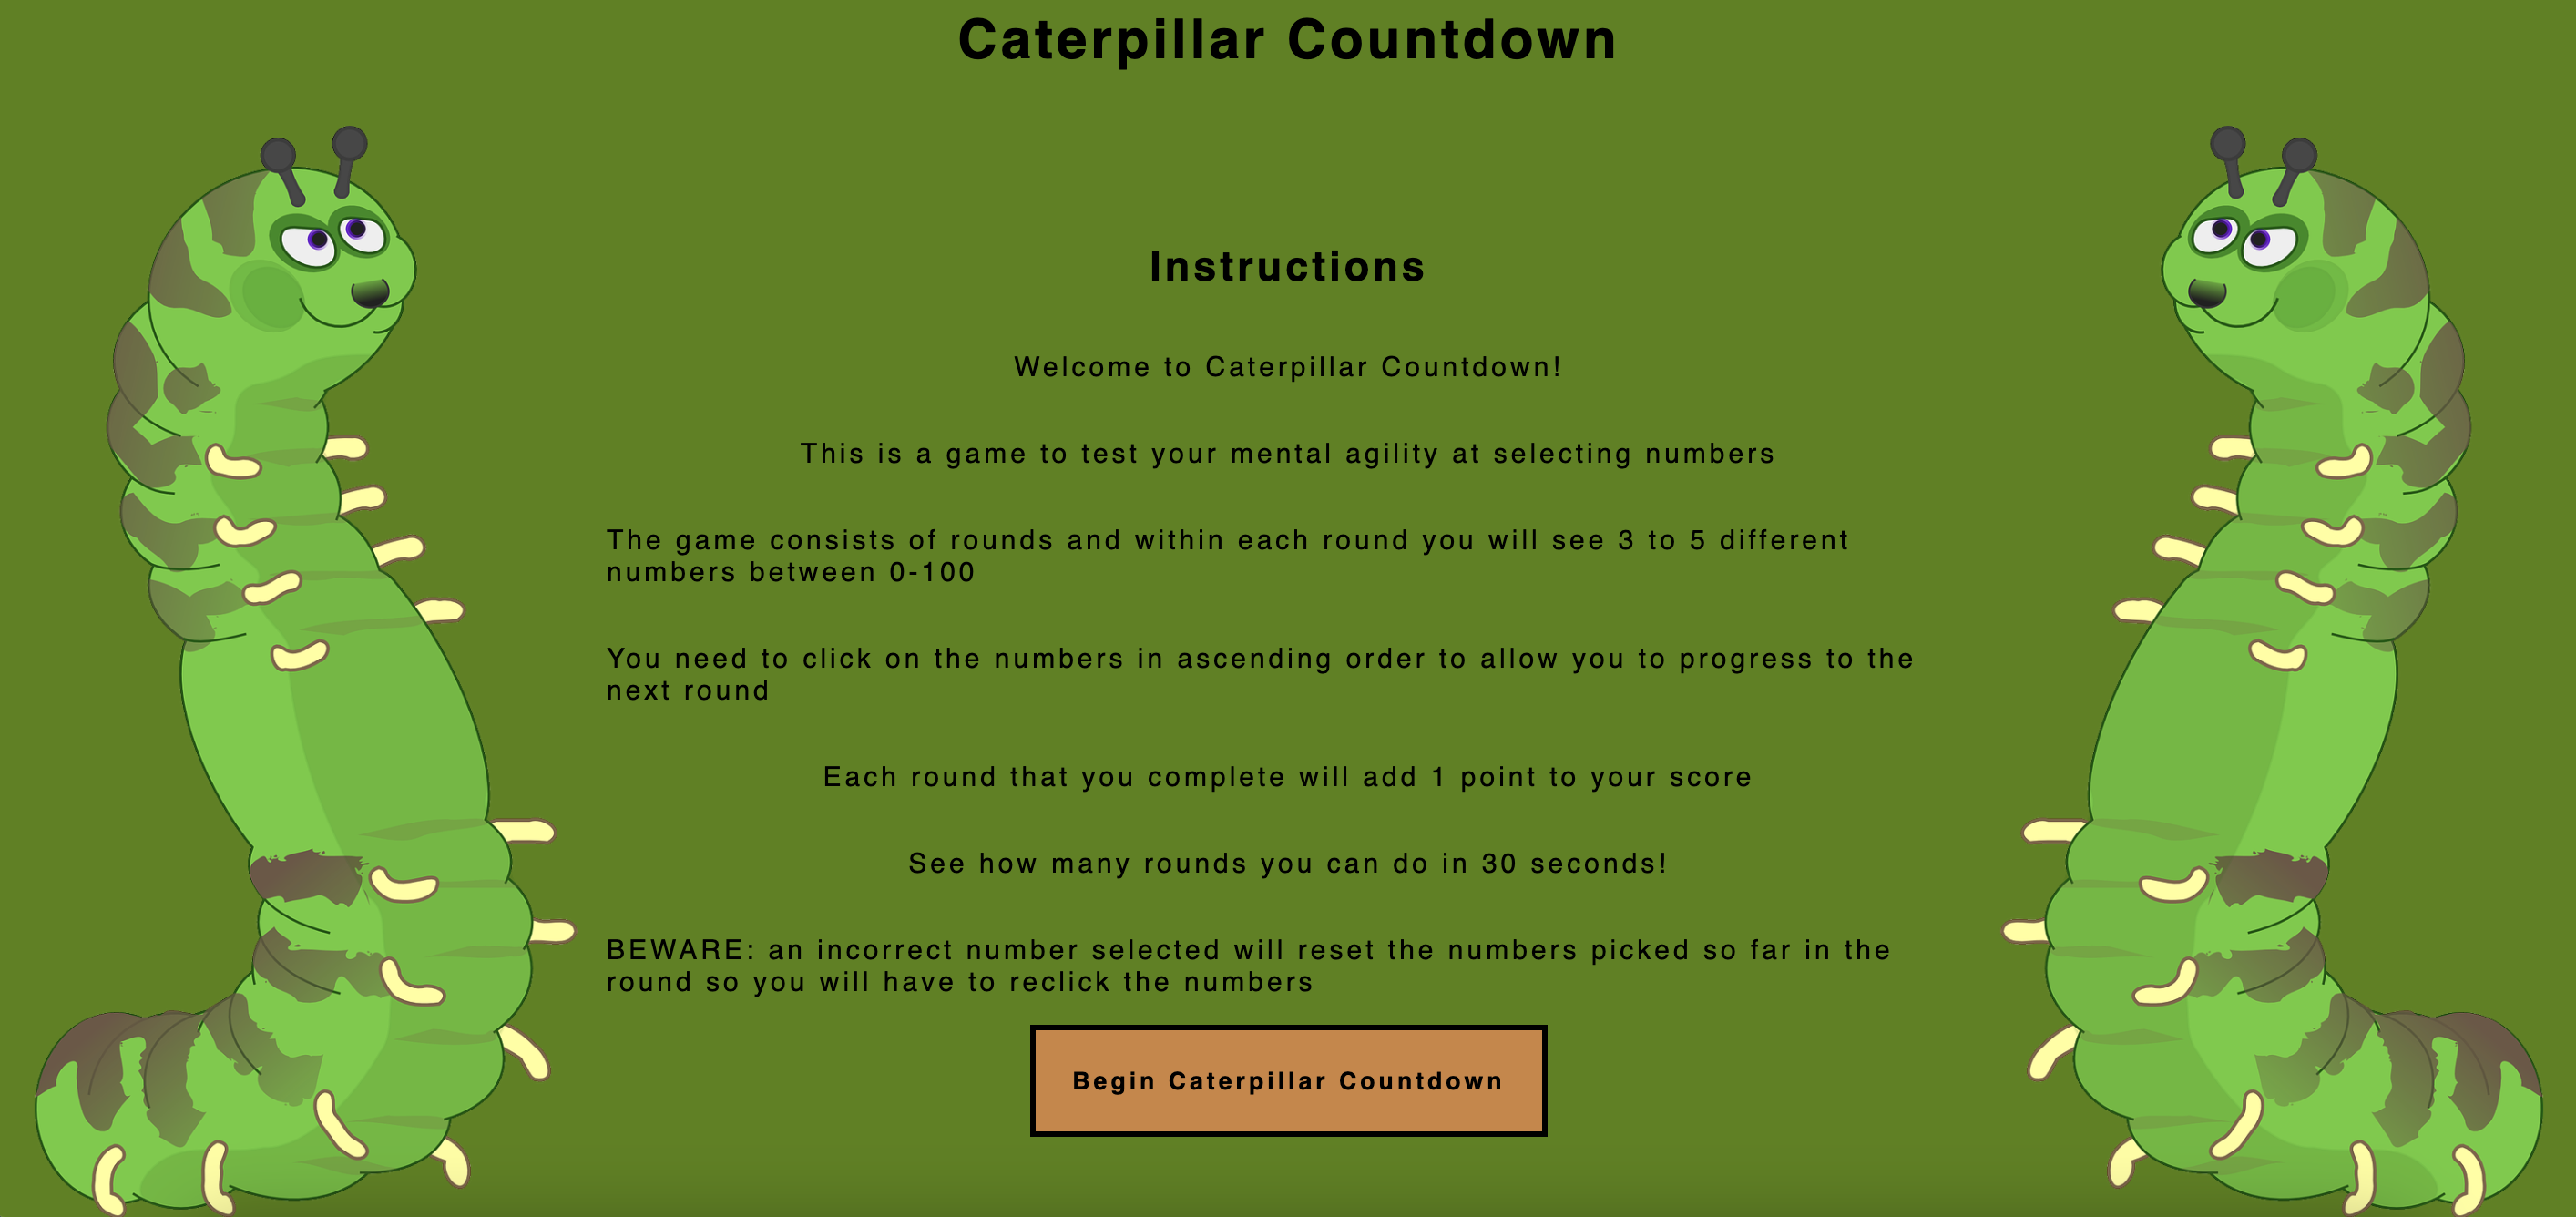 Caterpillar Countdown
Instructions
Welcome to Caterpillar Countdown!
This is a game to test your mental agility at selecting numbers
The game consists of rounds and within each round you will see 3 to 5 different
numbers between 0-100
You need to click on the numbers in ascending order to allow you to progress to the
next round
Each round that you complete will add 1 point to your score
See how many rounds you can do in 30 seconds!
BEWARE: an incorrect number selected will reset the numbers picked so far in the
round so you will have to reclick the numbers
Begin Caterpillar Countdown